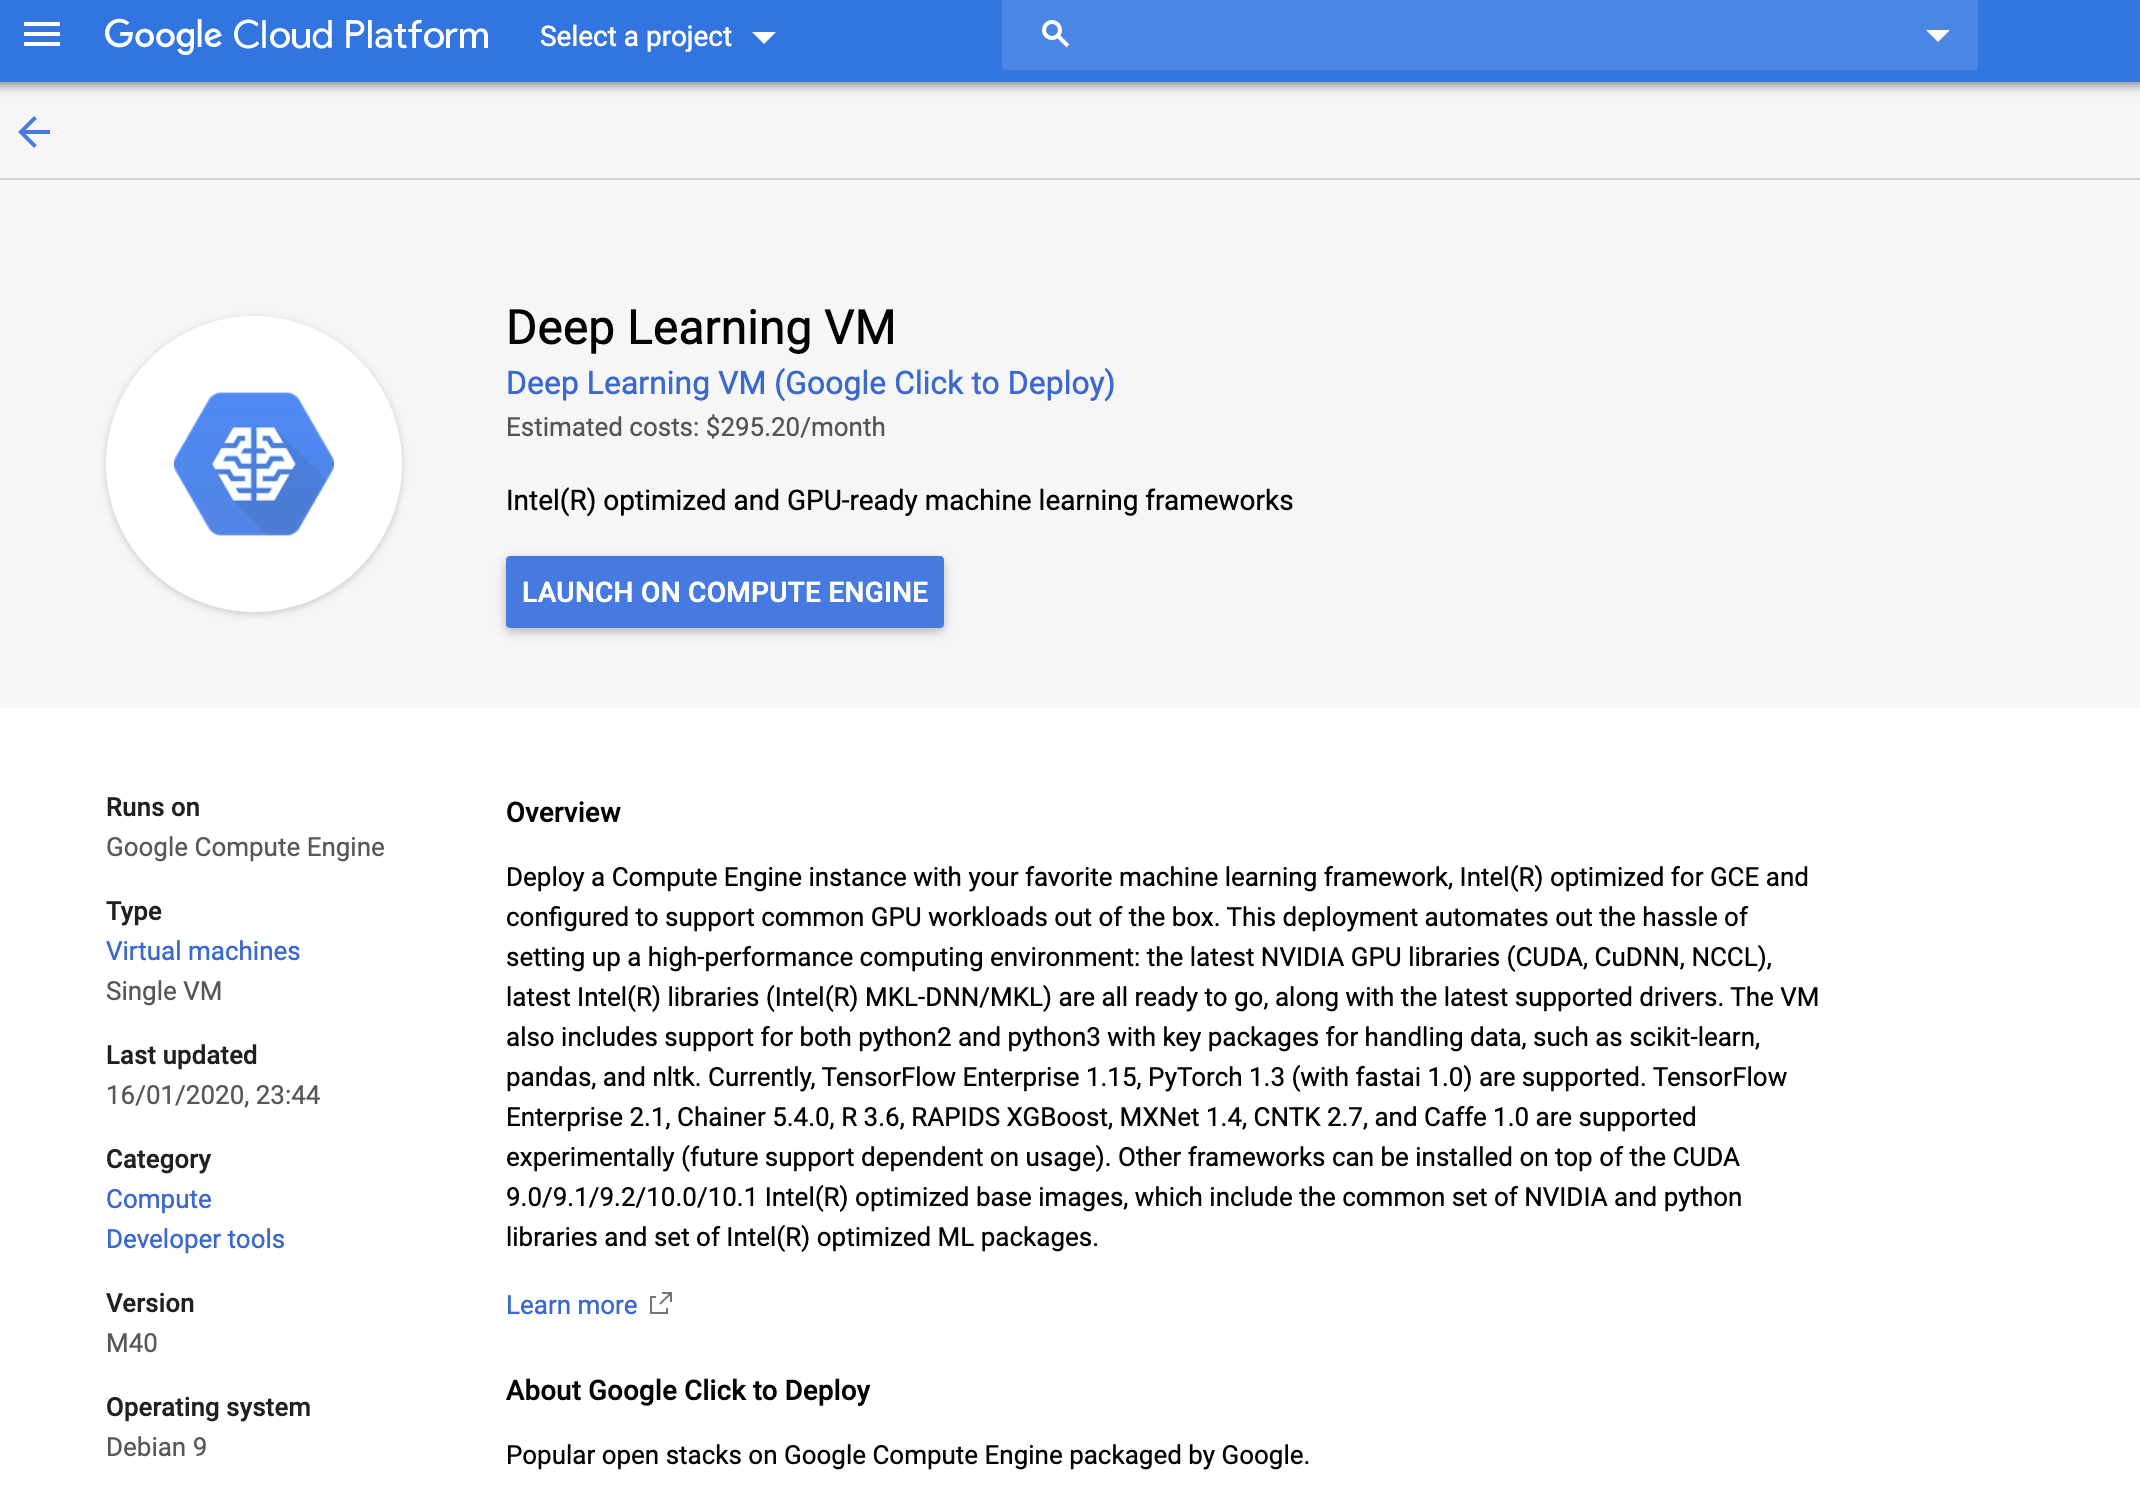 Google Cloud Platform
Select a project
Deep Learning VM
Deep Learning VM (Google Click to Deploy)
Estimated costs: $295.20/month
Intel(R) optimized and GPU-ready machine learning frameworks
LAUNCH ON COMPUTE ENGINE
Runs on
Google Compute Engine
Type
Virtual machines
Single VM
Last updated
16/01/2020, 23:44
Category
Compute
Developer tools
Version
M40
Operating system
Debian 9
Overview
Deploy a Compute Engine instance with your favorite machine learning framework, Intel(R) optimized for GCE and
configured to support common GPU workloads out of the box. This deployment automates out the hassle of
setting up a high-performance computing environment: the latest NVIDIA GPU libraries (CUDA, CuDNN, NCCL),
latest Intel(R) libraries (Intel(R) MKL-DNN/MKL) are all ready to go, along with the latest supported drivers. The VM
also includes support for both python2 and python3 with key packages for handling data, such as scikit-learn,
pandas, and nltk. Currently, TensorFlow Enterprise 1.15, PyTorch 1.3 (with fastai 1.0) are supported. TensorFlow
Enterprise 2.1, Chainer 5.4.0, R 3.6, RAPIDS XGBoost, MXNet 1.4, CNTK 2.7, and Caffe 1.0 are supported
experimentally (future support dependent on usage). Other frameworks can be installed on top of the CUDA
9.0/9.1/9.2/10.0/10.1 Intel(R) optimized base images, which include the common set of NVIDIA and python
libraries and set of Intel(R) optimized ML packages.
Learn more
About Google Click to Deploy
Popular open stacks on Google Compute Engine packaged by Google.